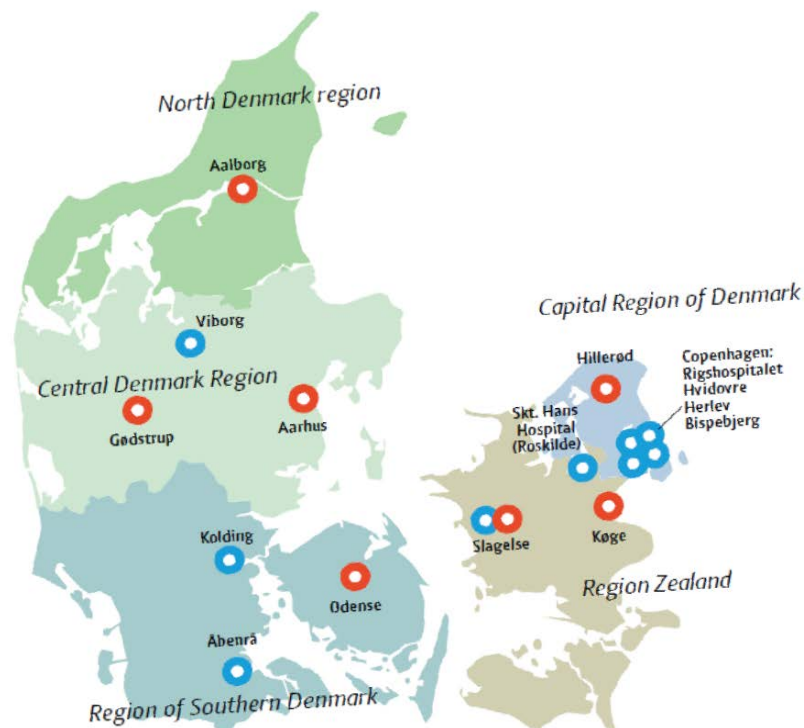 North Denmark region
Aalborg
Viborg
Central Denmark Region
Gødstrup
Aarhus
Kolding
Odense
Åbenrå
Region of Southern Denmark
Capital Region of Denmark
Hillerød
Copenhagen:
Rigshospitalet
Hvidovre
Herlev
Bispebjerg
Skt. Hans
Hospital
(Roskilde)
Slagelse
Køge
Region Zealand